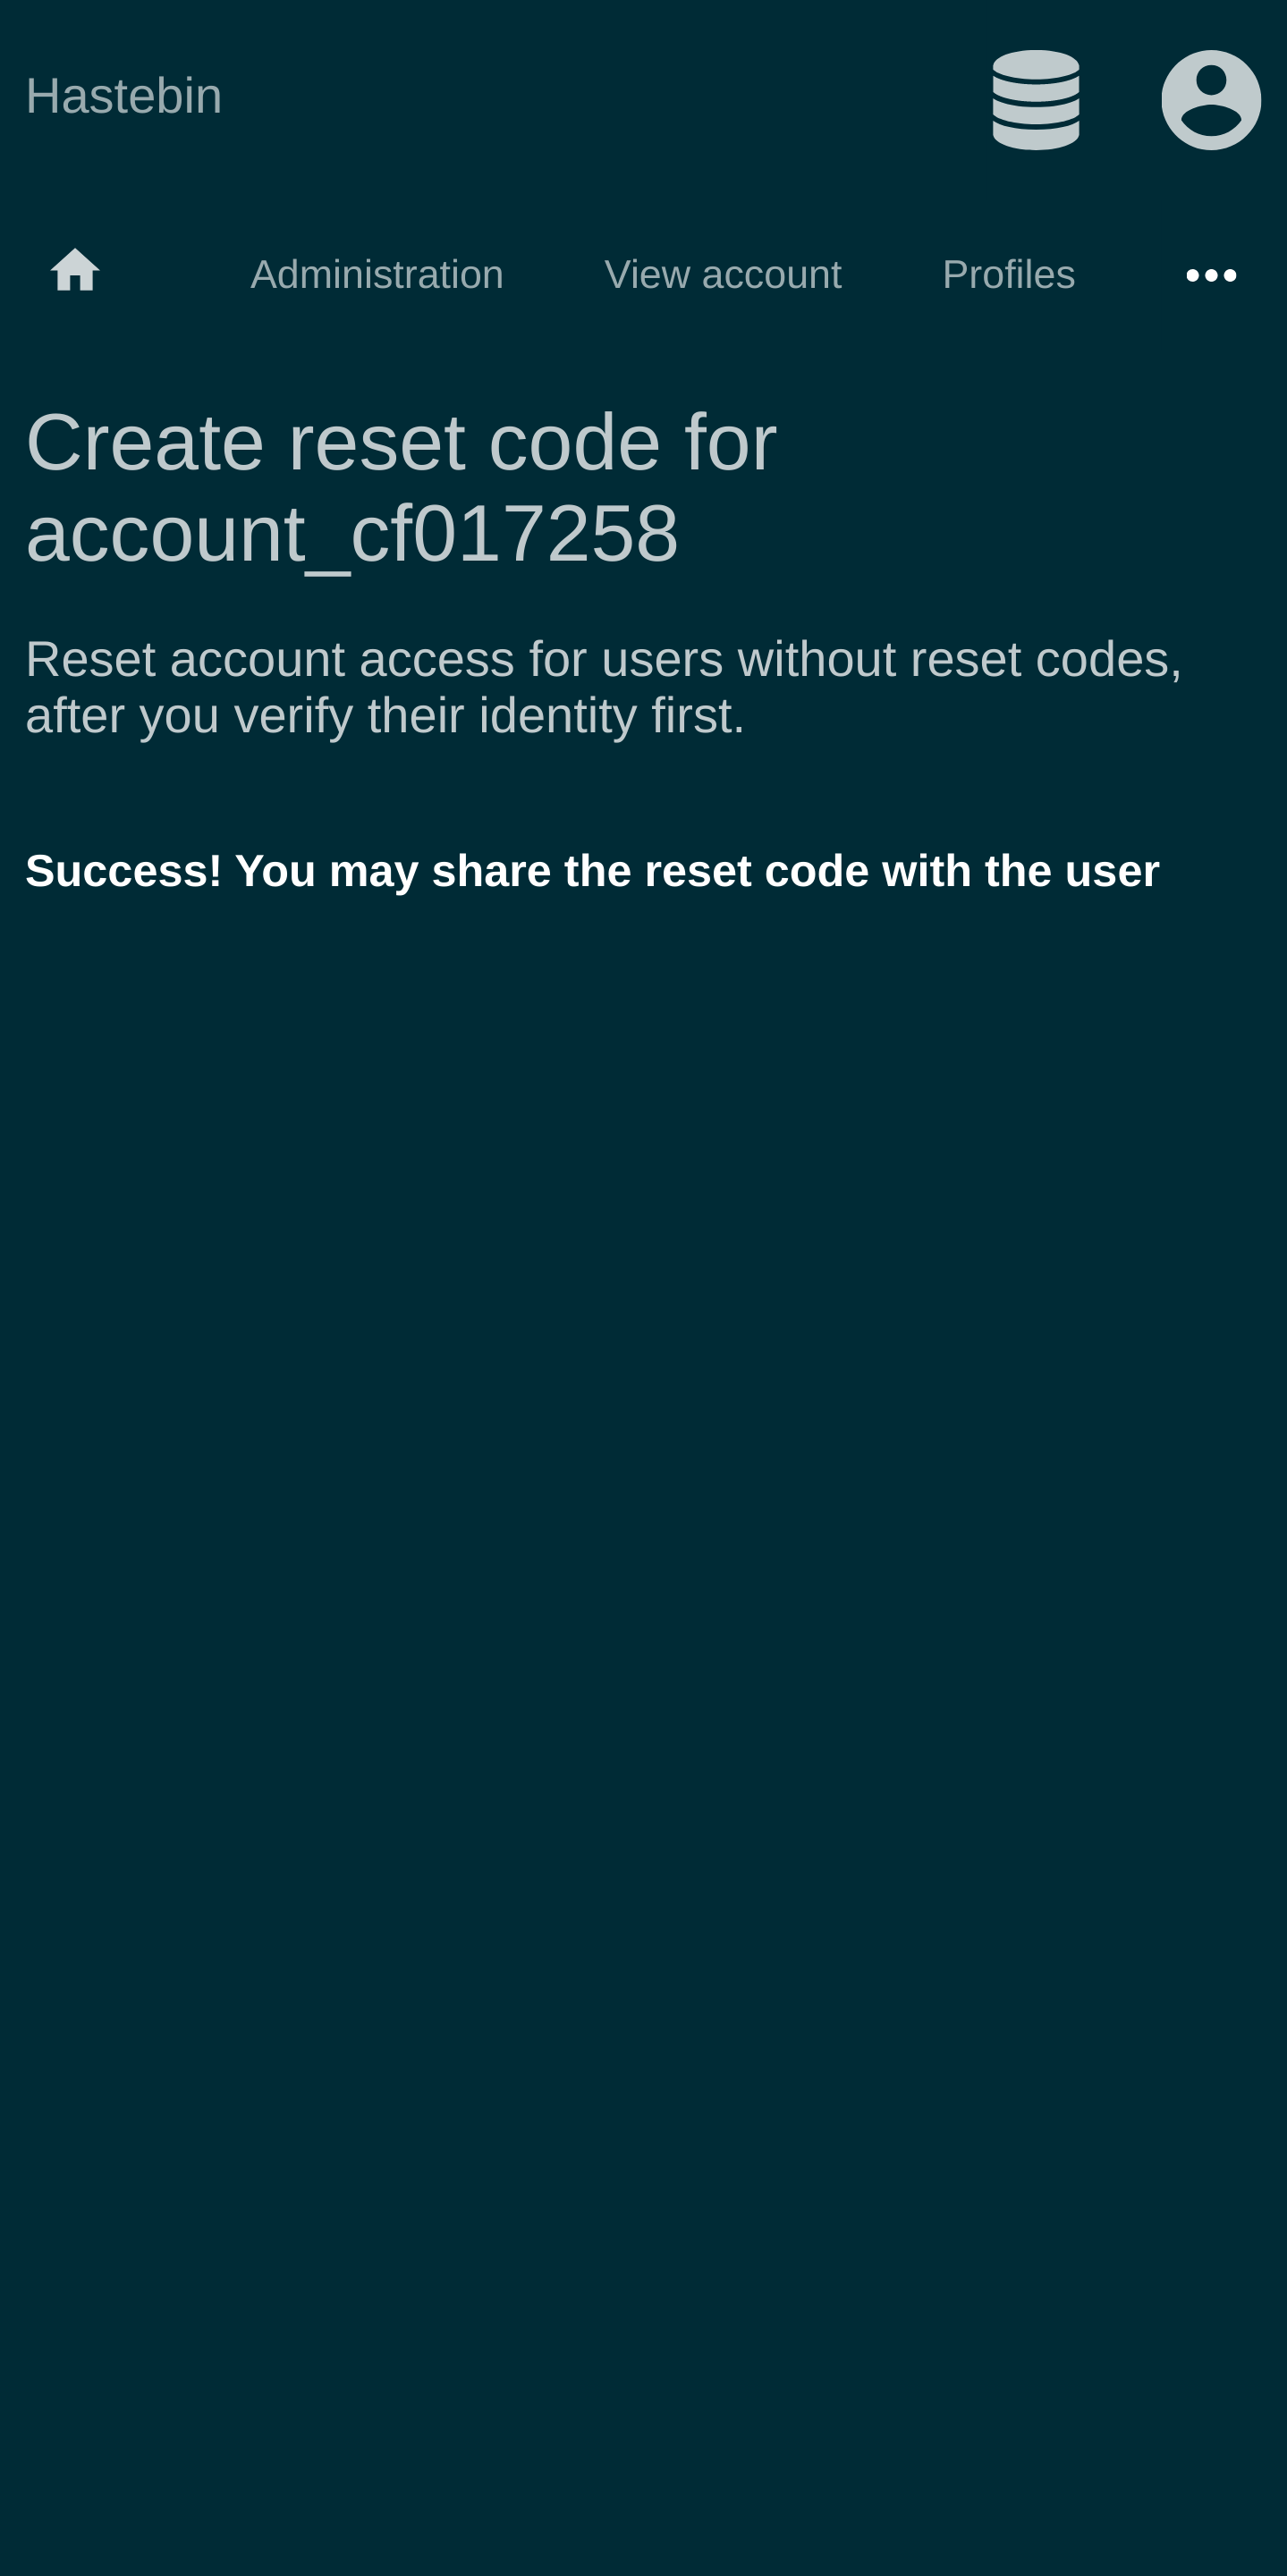 Hastebin
Administration
View account
Profiles
Create reset code for
account_cf017258
Reset account access for users without reset codes,
after you verify their identity first.
Success! You may share the reset code with the user